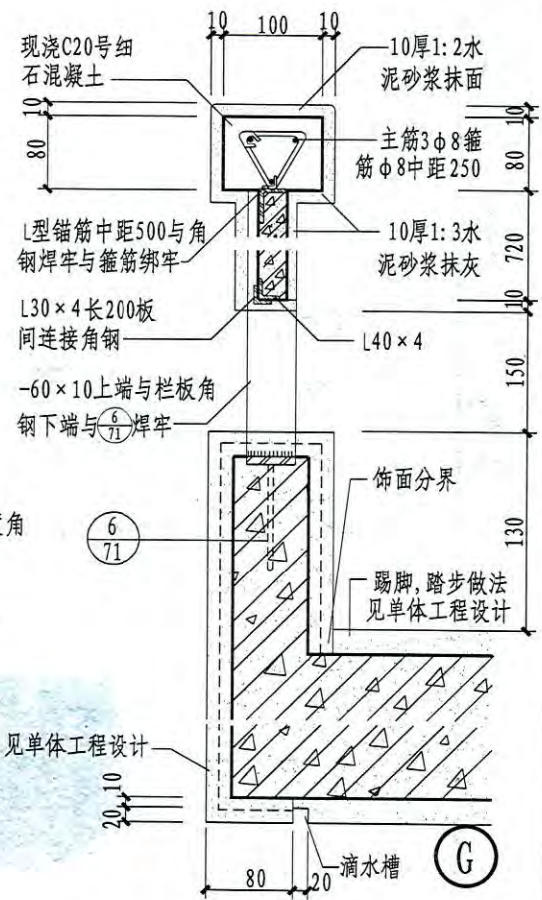 10 100 10
现浇C20号细
石混凝土
10厚1:2水
泥砂浆抹面
10
80
主筋3φ8箍
筋φ8中距250
10
80
L型锚筋中距500与角
钢焊牢与箍筋绑牢
10厚1:3水
泥砂浆抹灰
720
10
L30×4长200板
间连接角钢
L40×4
150
-60×10上端与栏板角
钢下端与6/71焊牢
饰面分界
角
6
71
130
踢脚,踏步做法
见单体工程设计
见单体工程设计
10
20
滴水槽
80 20
G